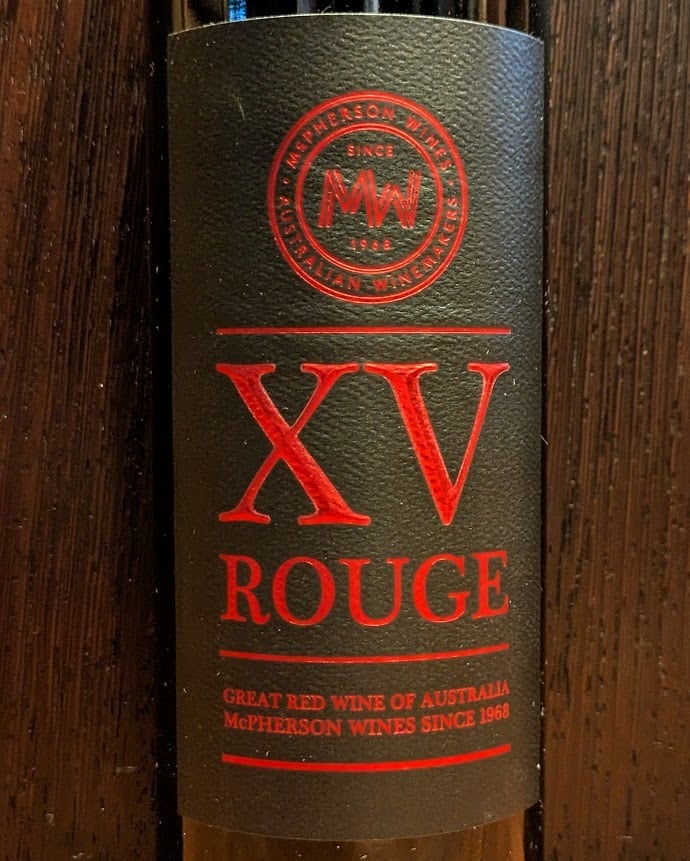 McPHERSON WINES
SINCE
MW
1968
AUSTRALIAN WINEMAKERS
XV
ROUGE
GREAT RED WINE OF AUSTRALIA
McPHERSON WINES SINCE 1968